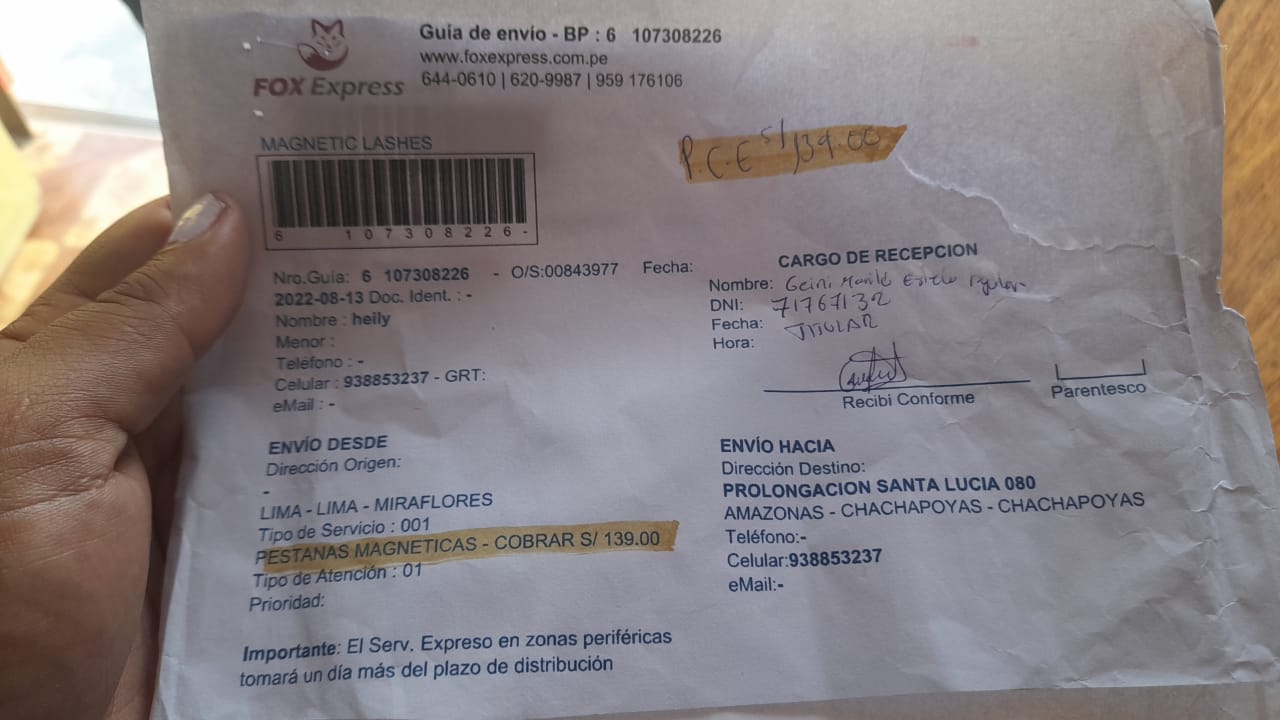 FOX Express
Guía de envío - BP : 6 107308226
www.foxexpress.com.pe
644-0610 | 620-9987 | 959 176106
MAGNETIC LASHES
6 107308226-
P.C.E S/139.00
Nro.Guia: 6 107308226 - O/S:00843977 Fecha:
2022-08-13 Doc. Ident. : -
Nombre : heily
Menor :
Teléfono : -
Celular : 938853237 - GRT:
eMail : -
CARGO DE RECEPCION
Nombre:
DNI: 71767132
Fecha: TITULAR
Hora:
Recibi Conforme
Parentesco
ENVÍO DESDE
Dirección Origen:
-
LIMA - LIMA - MIRAFLORES
Tipo de Servicio : 001
PESTANAS MAGNETICAS - COBRAR S/ 139.00
Tipo de Atención : 01
Prioridad:
ENVÍO HACIA
Dirección Destino:
PROLONGACION SANTA LUCIA 080
AMAZONAS - CHACHAPOYAS - CHACHAPOYAS
Teléfono:-
Celular:938853237
eMail:-
Importante: El Serv. Expreso en zonas periféricas
tomará un día más del plazo de distribución